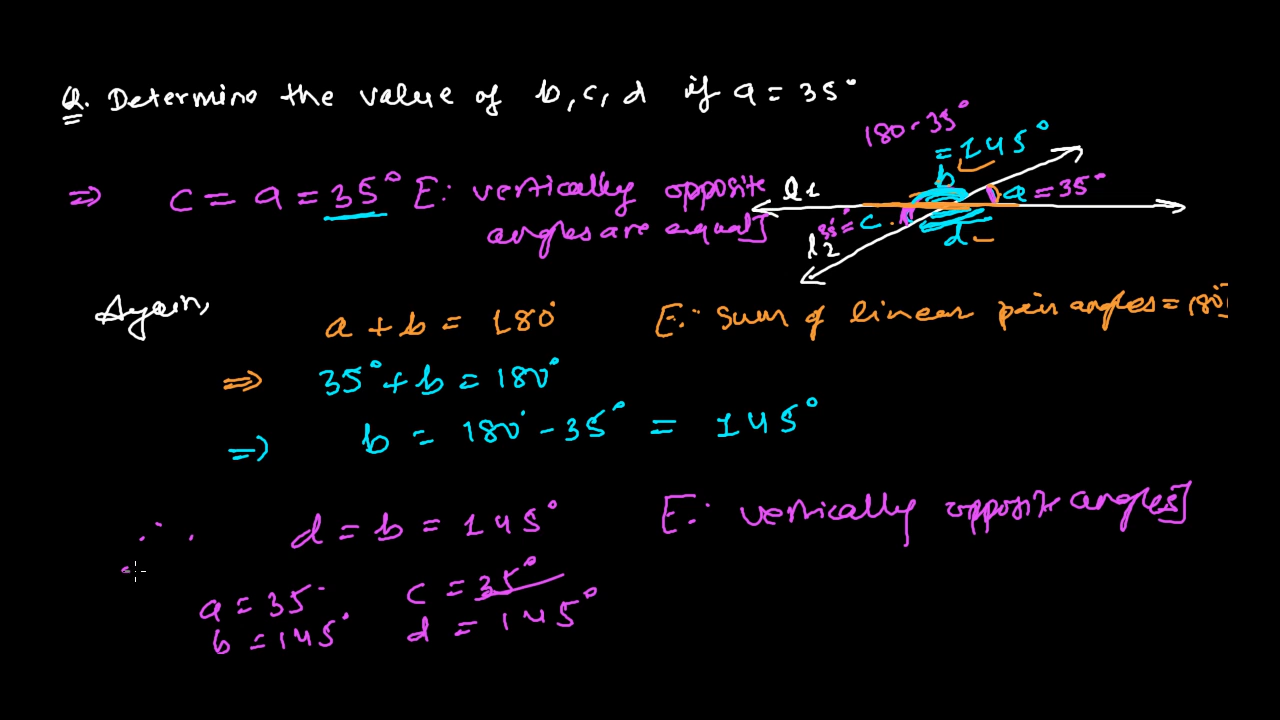 Q. Determine the value of b, c, d if a = 35°
180 - 35°
= 145°
b
l1
a = 35°
35° = c
d
l2
⇒ c = a = 35° [∵ vertically opposite
angles are equal]
Again,
a + b = 180° [∵ sum of linear pair angles = 180°]
⇒ 35° + b = 180°
⇒ b = 180° - 35° = 145°
∴ d = b = 145° [∵ vertically opposite angles]
a = 35° c = 35°
b = 145° d = 145°